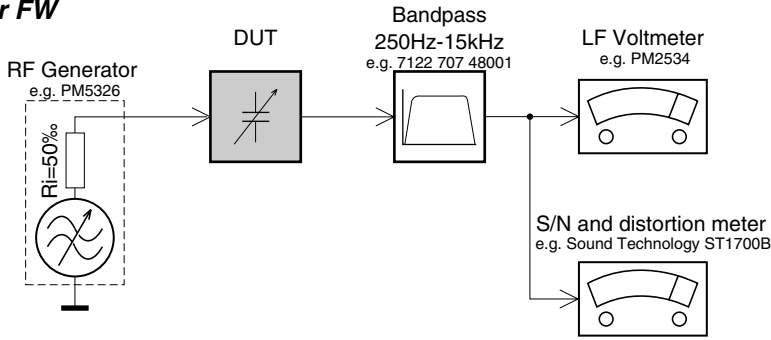 r FW
Bandpass
250Hz-15kHz
e.g. 7122 707 48001
DUT
LF Voltmeter
e.g. PM2534
RF Generator
e.g. PM5326
Ri=50‰
S/N and distortion meter
e.g. Sound Technology ST1700B